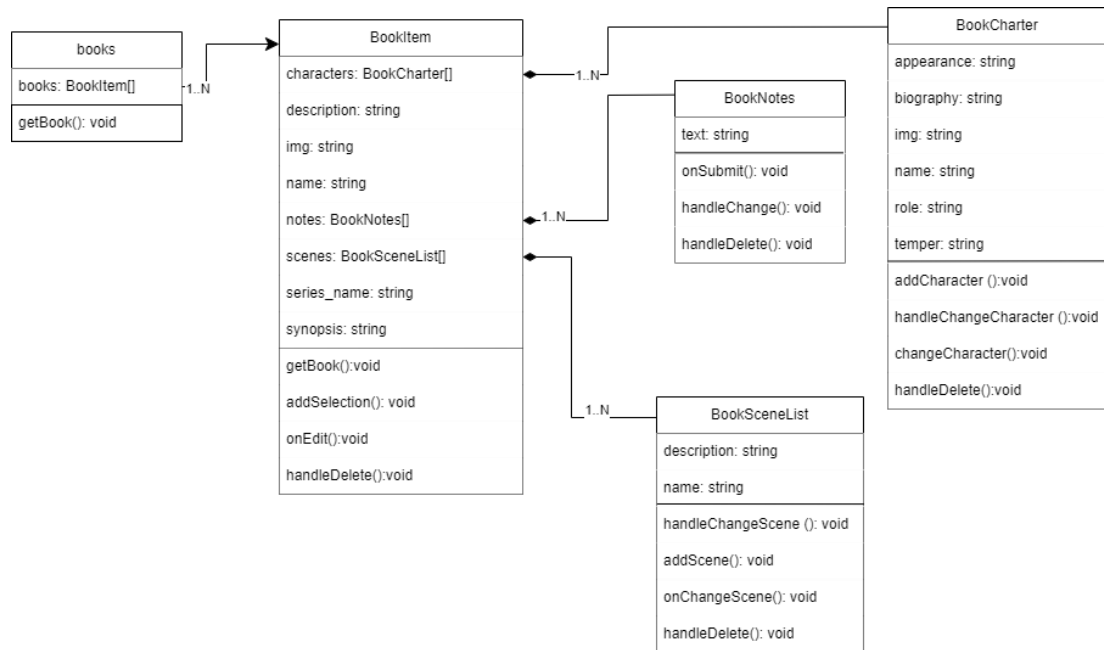 books
books: BookItem[]
getBook(): void
1..N
BookItem
characters: BookCharter[]
description: string
img: string
name: string
notes: BookNotes[]
scenes: BookSceneList[]
series_name: string
synopsis: string
getBook():void
addSelection(): void
onEdit():void
handleDelete():void
1..N
1..N
1..N
BookNotes
text: string
onSubmit(): void
handleChange(): void
handleDelete(): void
BookCharter
appearance: string
biography: string
img: string
name: string
role: string
temper: string
addCharacter ():void
handleChangeCharacter ():void
changeCharacter():void
handleDelete():void
BookSceneList
description: string
name: string
handleChangeScene (): void
addScene(): void
onChangeScene(): void
handleDelete(): void